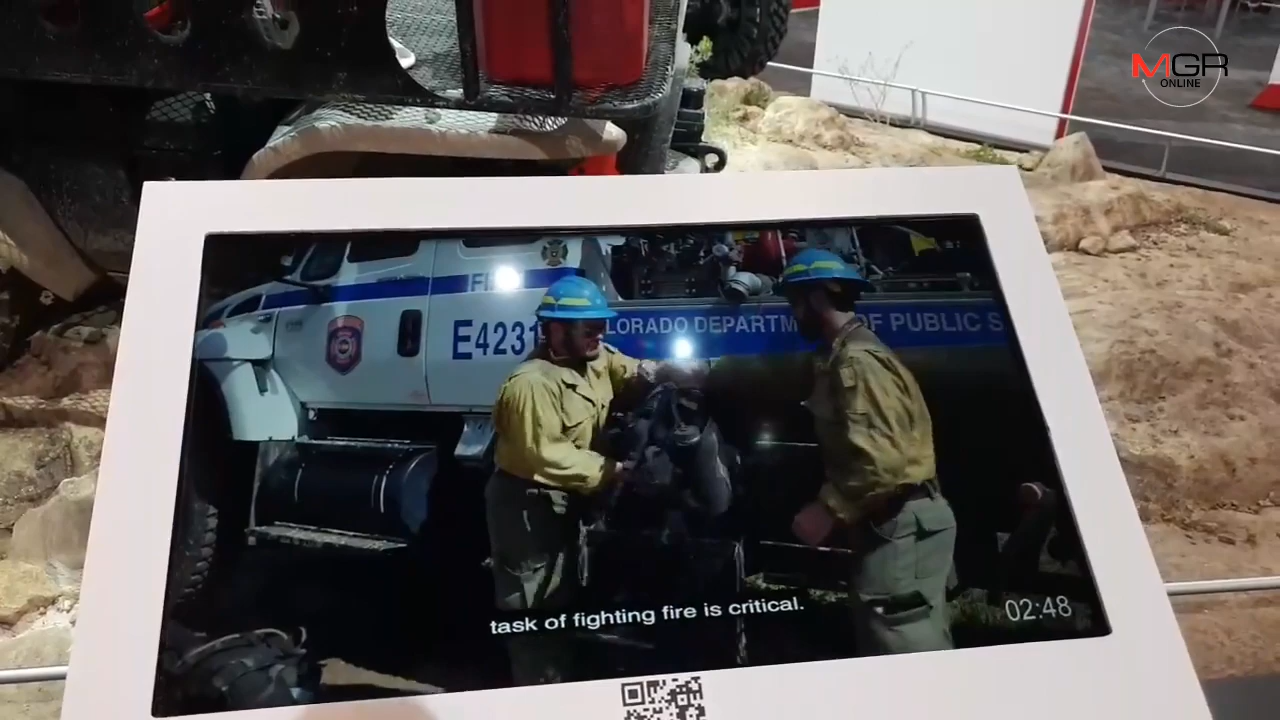 MGR
ONLINE
FI
E4231
LORADO DEPARTM OF PUBLIC S
task of fighting fire is critical.
02:48